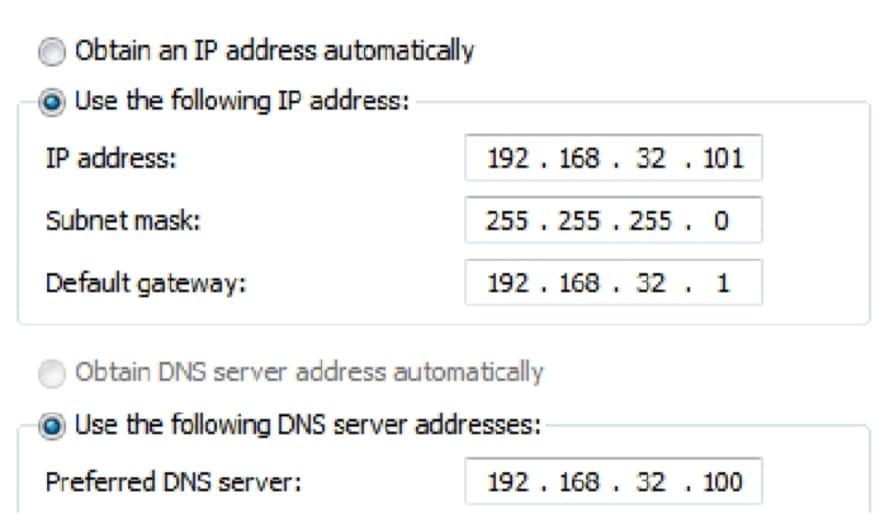 Obtain an IP address automatically
Use the following IP address:
IP address: 192 . 168 . 32 . 101
Subnet mask: 255 . 255 . 255 . 0
Default gateway: 192 . 168 . 32 . 1
Obtain DNS server address automatically
Use the following DNS server addresses:
Preferred DNS server: 192 . 168 . 32 . 100